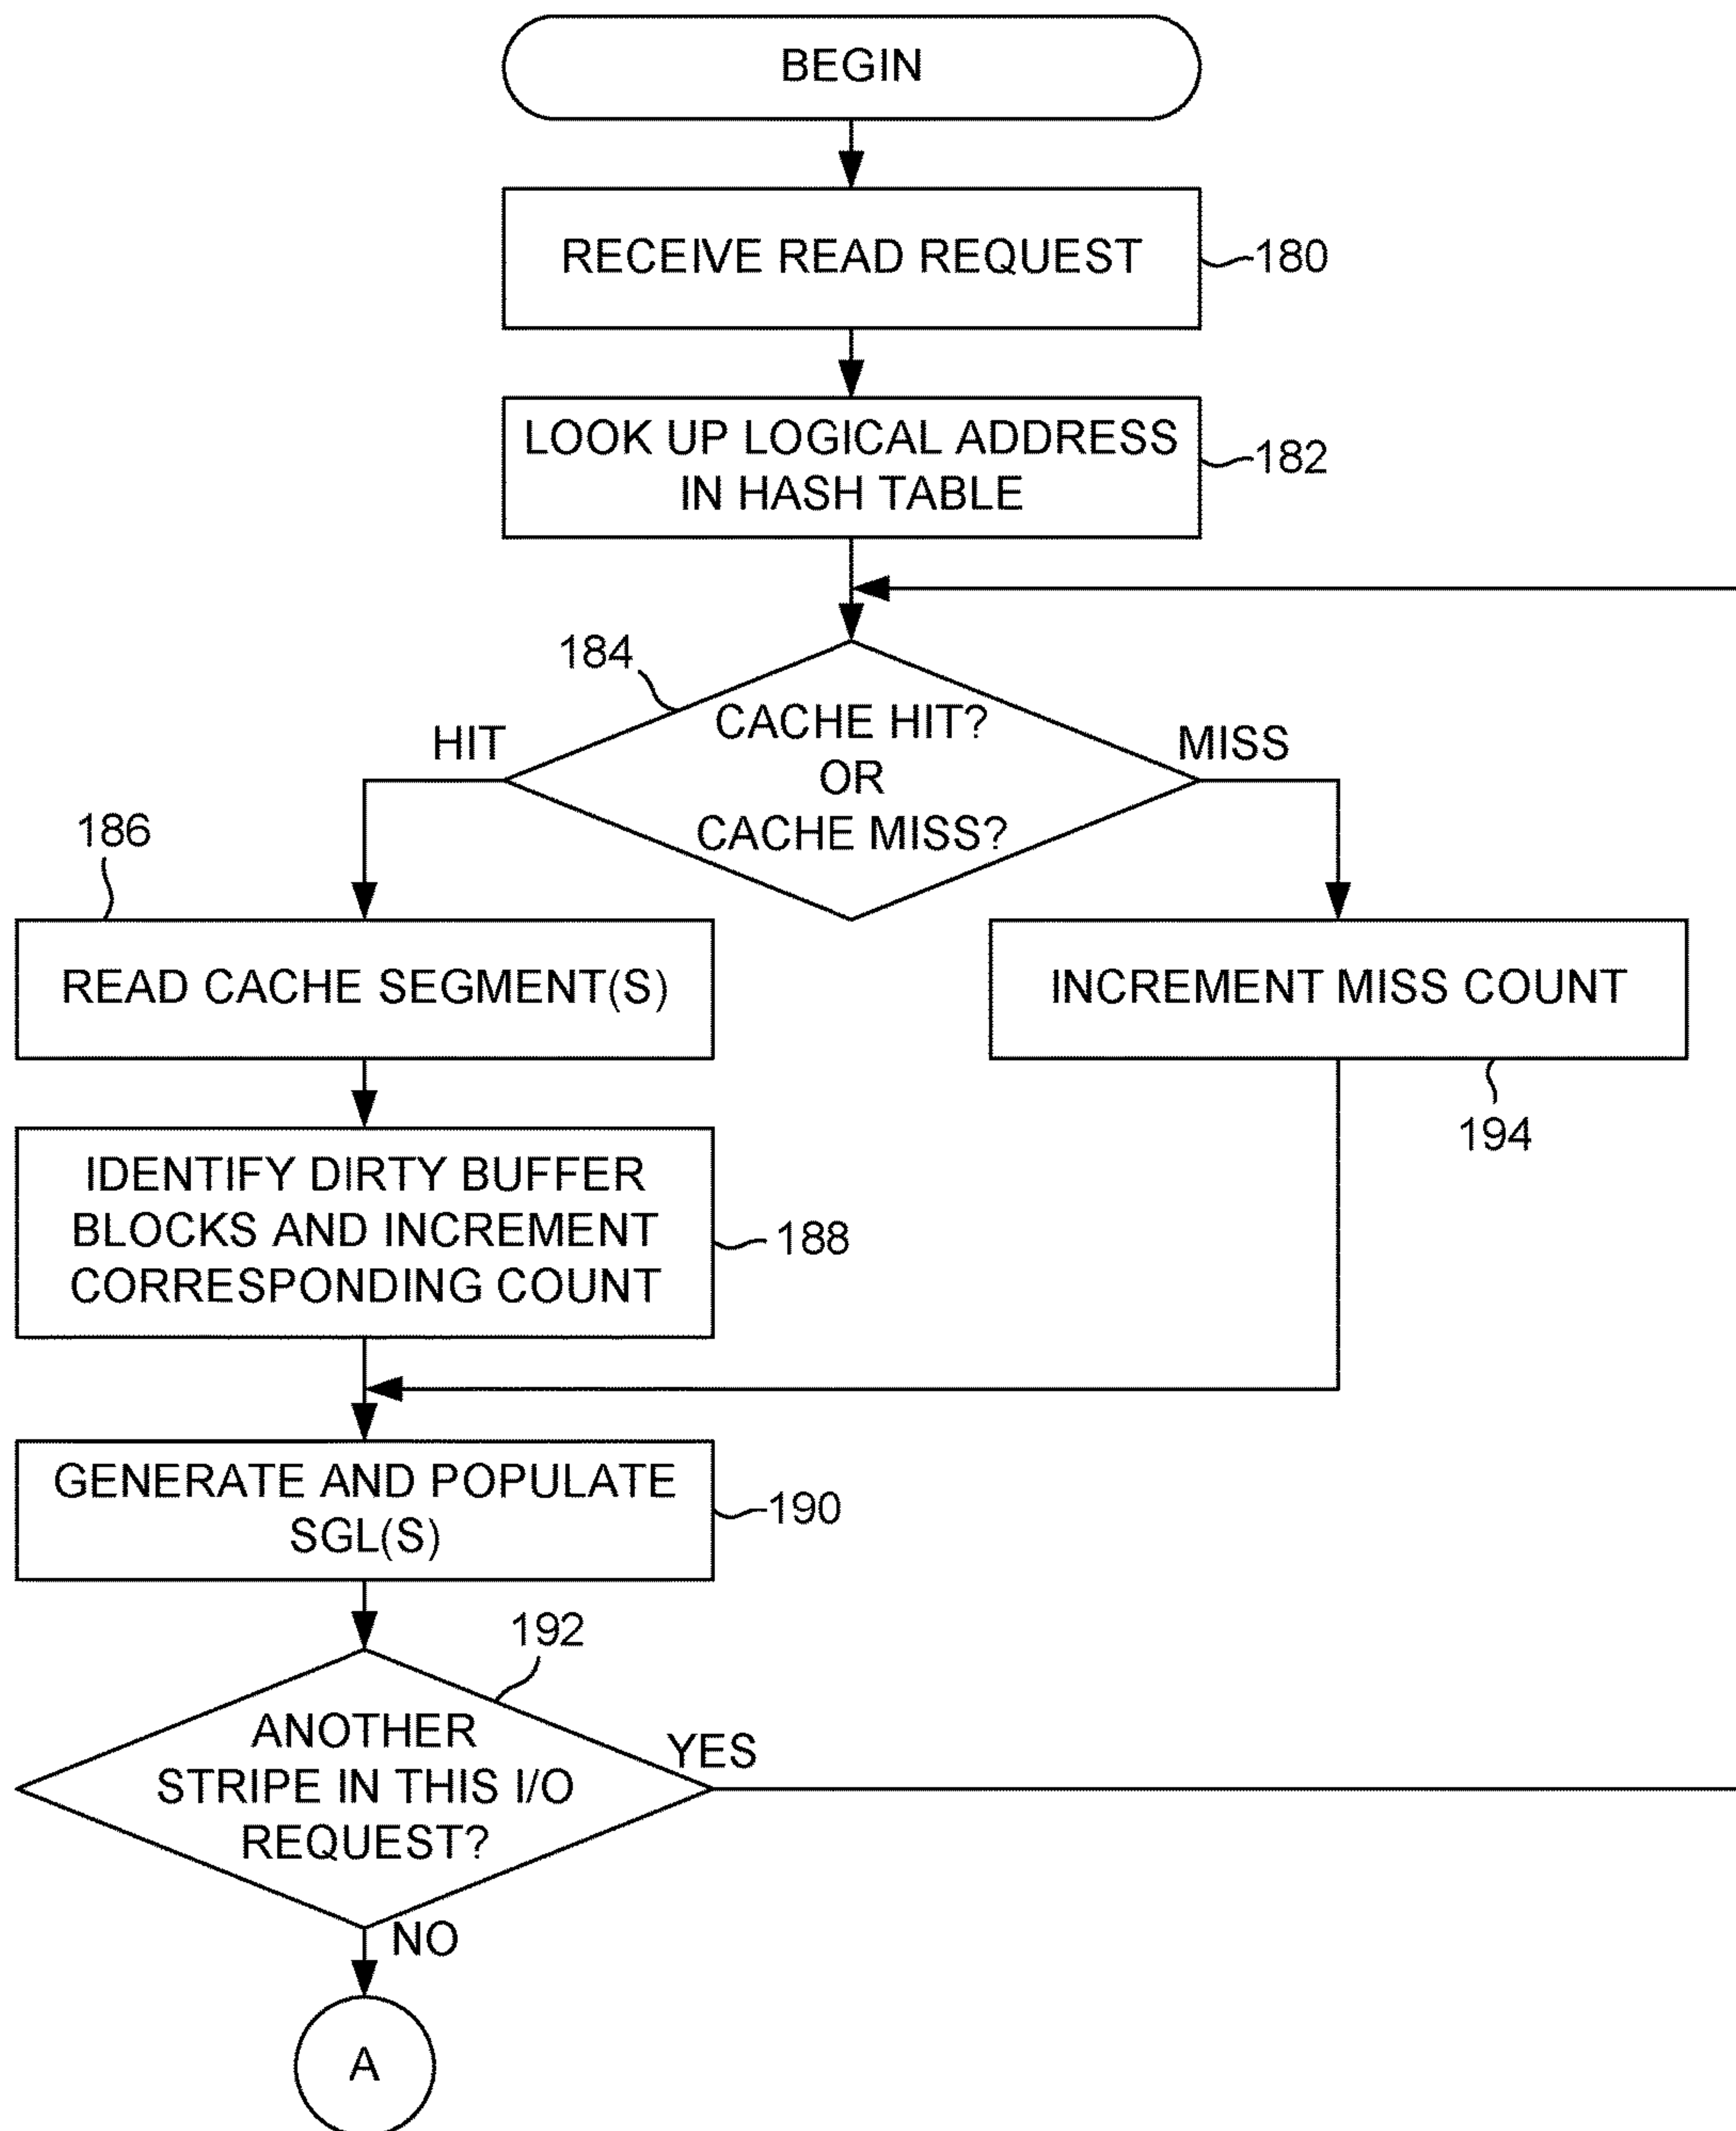 BEGIN
RECEIVE READ REQUEST
180
LOOK UP LOGICAL ADDRESS
IN HASH TABLE
182
184
CACHE HIT?
OR
CACHE MISS?
HIT
MISS
186
READ CACHE SEGMENT(S)
INCREMENT MISS COUNT
194
IDENTIFY DIRTY BUFFER
BLOCKS AND INCREMENT
CORRESPONDING COUNT
188
GENERATE AND POPULATE
SGL(S)
190
192
ANOTHER
STRIPE IN THIS I/O
REQUEST?
YES
NO
A